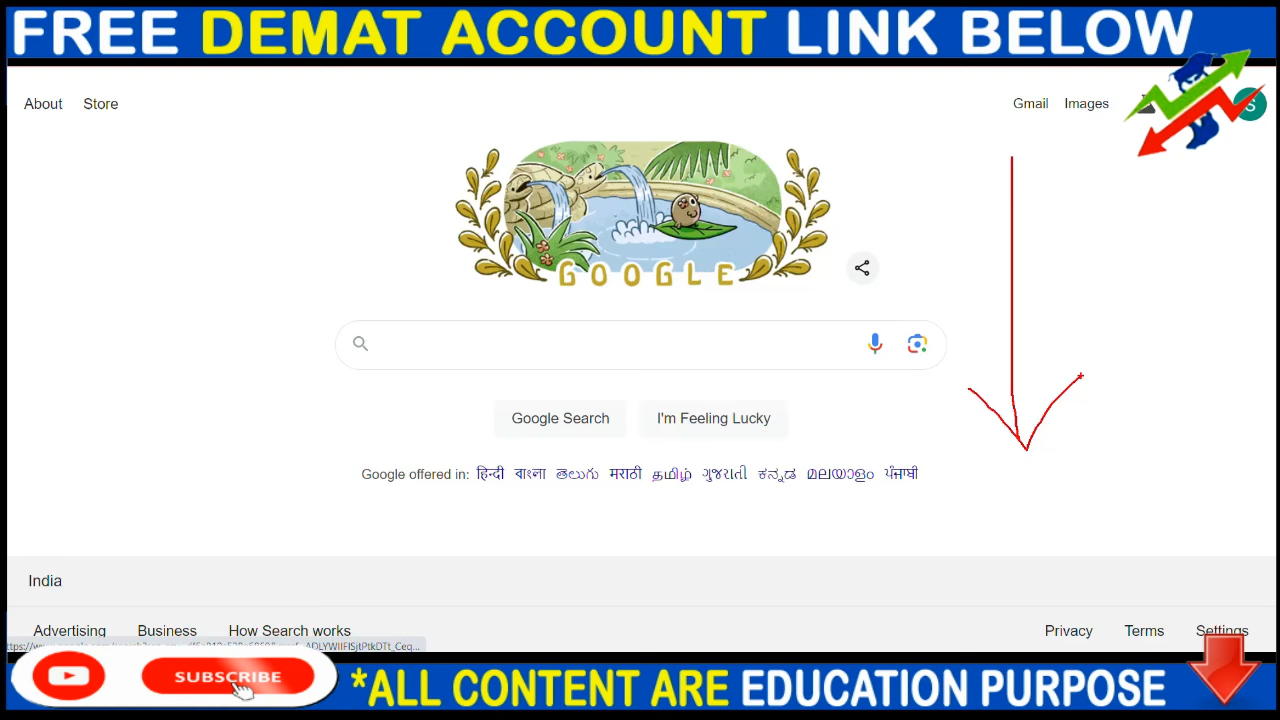 FREE DEMAT ACCOUNT LINK BELOW
About Store
Gmail Images
S
GOOGLE
Google Search I'm Feeling Lucky
Google offered in: हिन्दी বাংলা తెలుగు मराठी தமிழ் ગુજરાતી ಕನ್ನಡ മലയാളം ਪੰਜਾਬੀ
India
Advertising Business How Search works
Privacy Terms Settings
SUBSCRIBE
*ALL CONTENT ARE EDUCATION PURPOSE